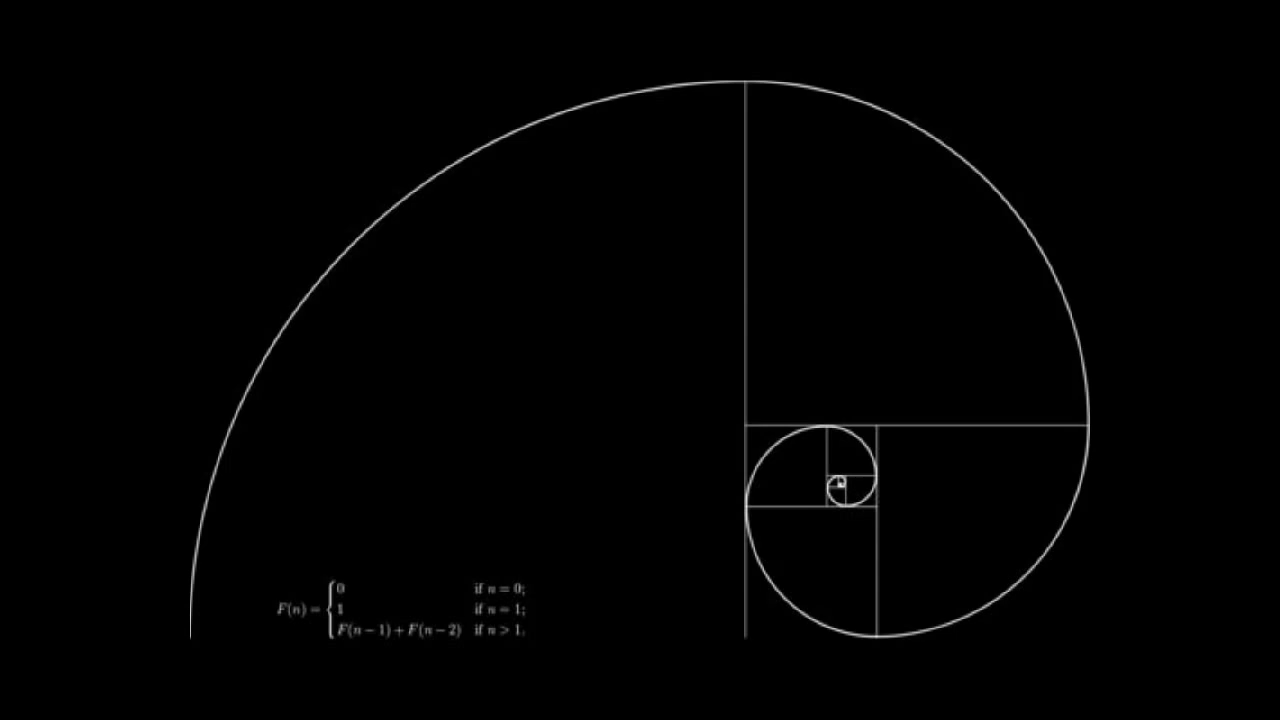 F(n) = { 0 if n = 0;
1 if n = 1;
F(n − 1) + F(n − 2) if n > 1.